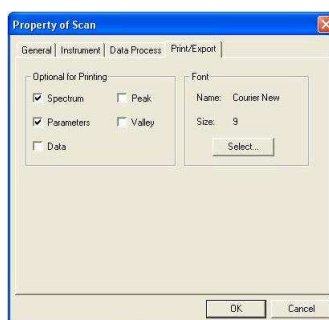 Property of Scan
General Instrument Data Process Print/Export
Optional for Printing
Spectrum Peak
Parameters Valley
Data
Font
Name: Courier New
Size: 9
Select...
OK Cancel